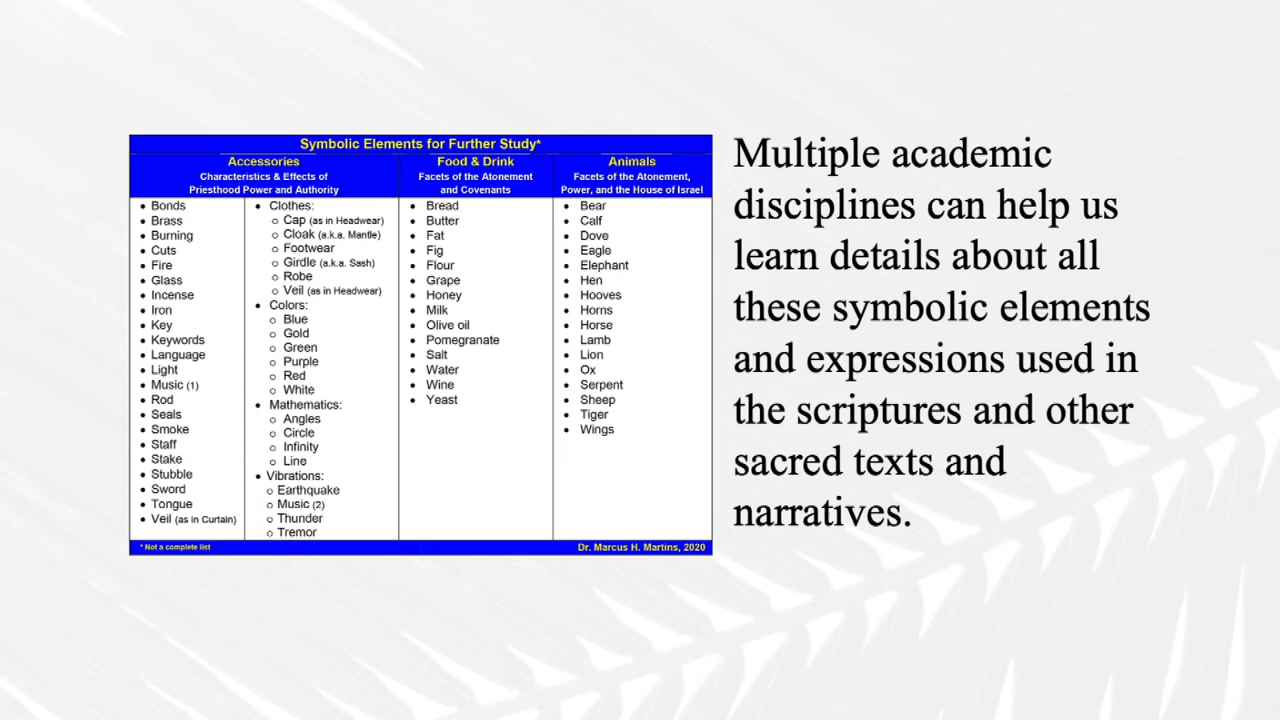 Symbolic Elements for Further Study*
Accessories
Characteristics & Effects of
Priesthood Power and Authority
• Bonds
• Brass
• Burning
• Cuts
• Fire
• Glass
• Incense
• Iron
• Key
• Keywords
• Language
• Light
• Music (1)
• Rod
• Seals
• Smoke
• Staff
• Stake
• Stubble
• Sword
• Tongue
• Veil (as in Curtain)
• Clothes:
o Cap (as in Headwear)
o Cloak (a.k.a. Mantle)
o Footwear
o Girdle (a.k.a. Sash)
o Robe
o Veil (as in Headwear)
• Colors:
o Blue
o Gold
o Green
o Purple
o Red
o White
• Mathematics:
o Angles
o Circle
o Infinity
o Line
• Vibrations:
o Earthquake
o Music (2)
o Thunder
o Tremor
Food & Drink
Facets of the Atonement
and Covenants
• Bread
• Butter
• Fat
• Fig
• Flour
• Grape
• Honey
• Milk
• Olive oil
• Pomegranate
• Salt
• Water
• Wine
• Yeast
Animals
Facets of the Atonement,
Power, and the House of Israel
• Bear
• Calf
• Dove
• Eagle
• Elephant
• Hen
• Hooves
• Horns
• Horse
• Lamb
• Lion
• Ox
• Serpent
• Sheep
• Tiger
• Wings
* Not a complete list
Dr. Marcus H. Martins, 2020
Multiple academic
disciplines can help us
learn details about all
these symbolic elements
and expressions used in
the scriptures and other
sacred texts and
narratives.